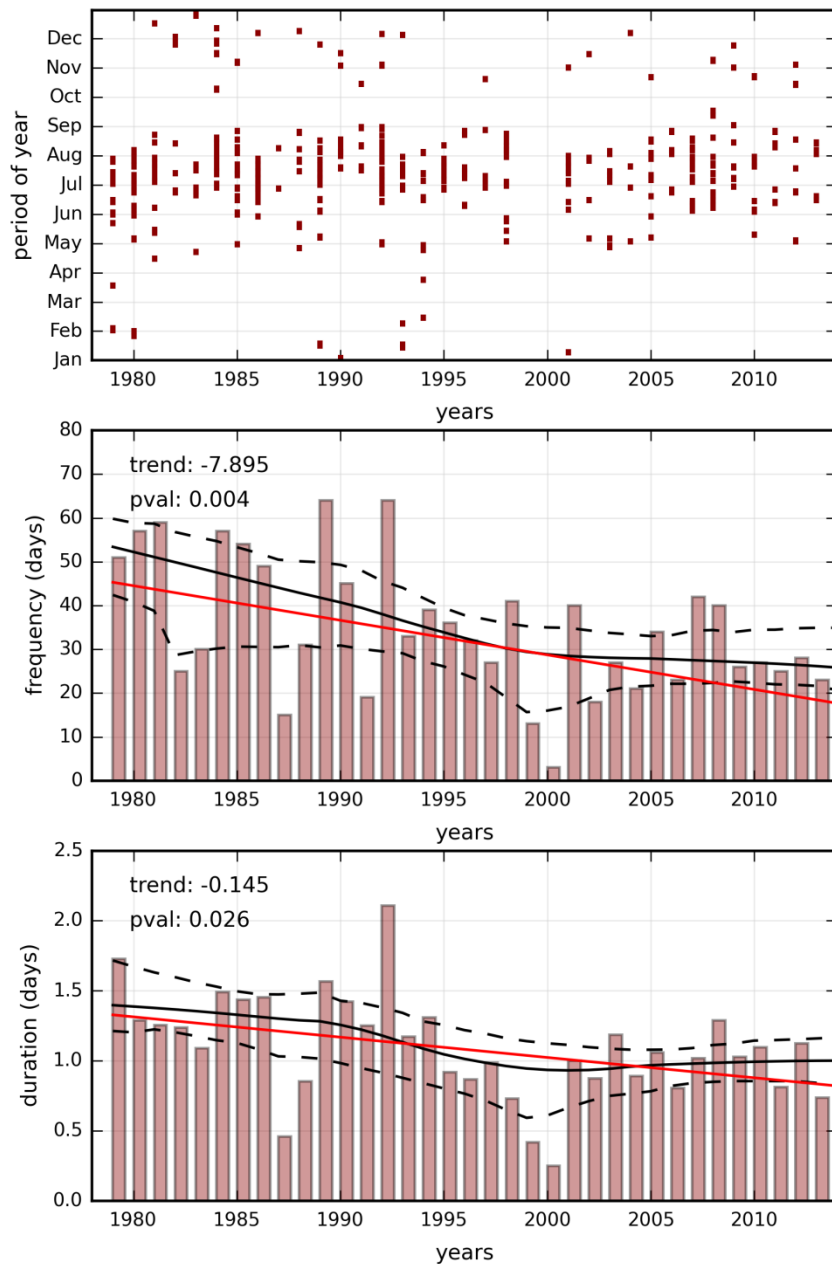 Dec
Nov
Oct
Sep
Aug
Jul
Jun
May
Apr
Mar
Feb
Jan
period of year
1980 1985 1990 1995 2000 2005 2010
years
80
70
60
50
40
30
20
10
0
frequency (days)
trend: -7.895
pval: 0.004
1980 1985 1990 1995 2000 2005 2010
years
2.5
2.0
1.5
1.0
0.5
0.0
duration (days)
trend: -0.145
pval: 0.026
1980 1985 1990 1995 2000 2005 2010
years